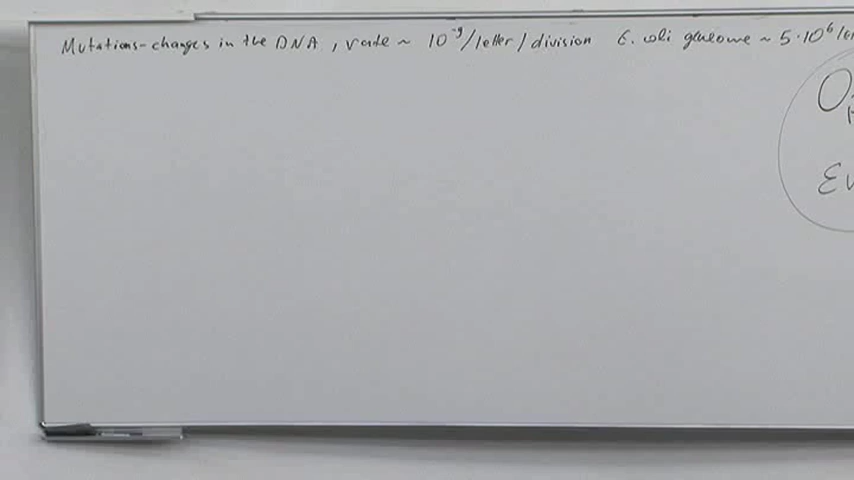 Mutations - changes in the DNA, rate ~ 10⁻⁹/letter/division E. coli genome ~ 5·10⁶